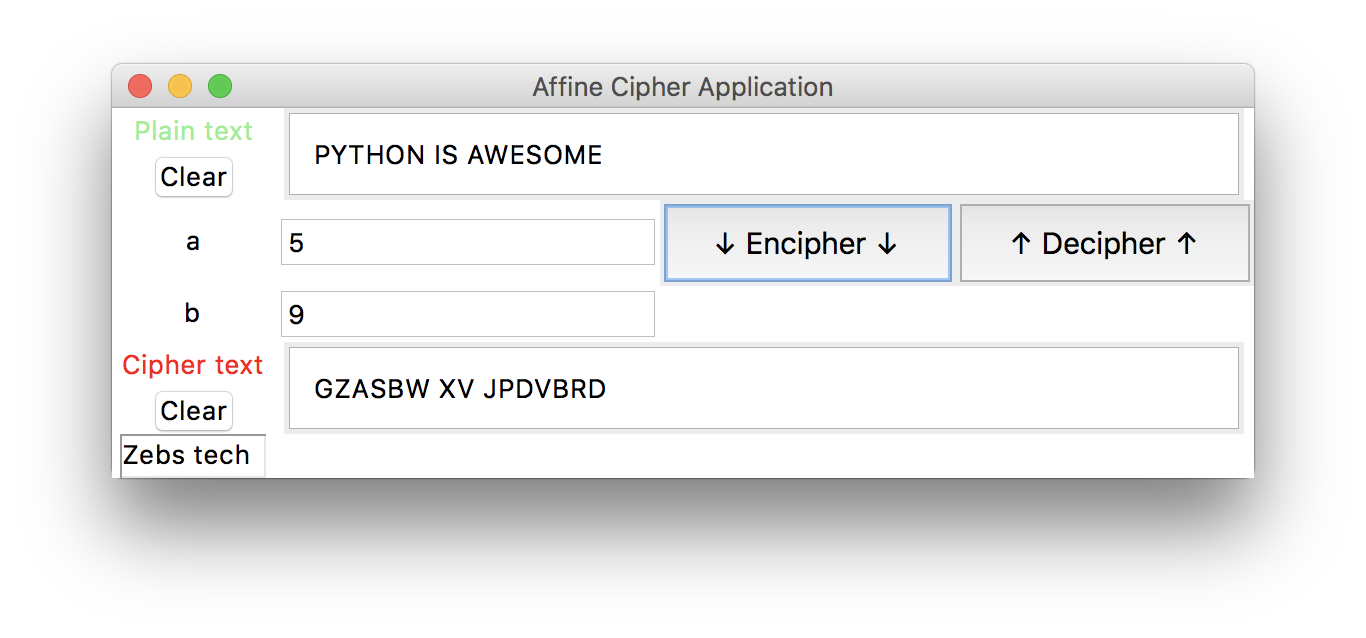 Affine Cipher Application
Plain text
PYTHON IS AWESOME
Clear
a
5
↓ Encipher ↓
↑ Decipher ↑
b
9
Cipher text
GZASBW XV JPDVBRD
Clear
Zebs tech